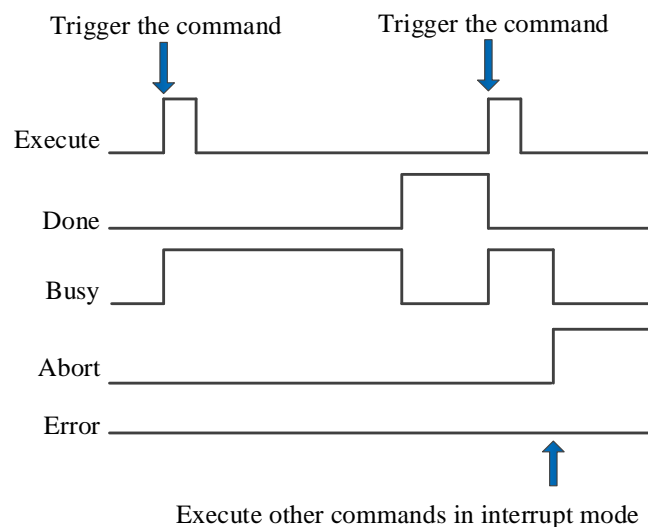 Trigger the command
Trigger the command
Execute
Done
Busy
Abort
Error
Execute other commands in interrupt mode